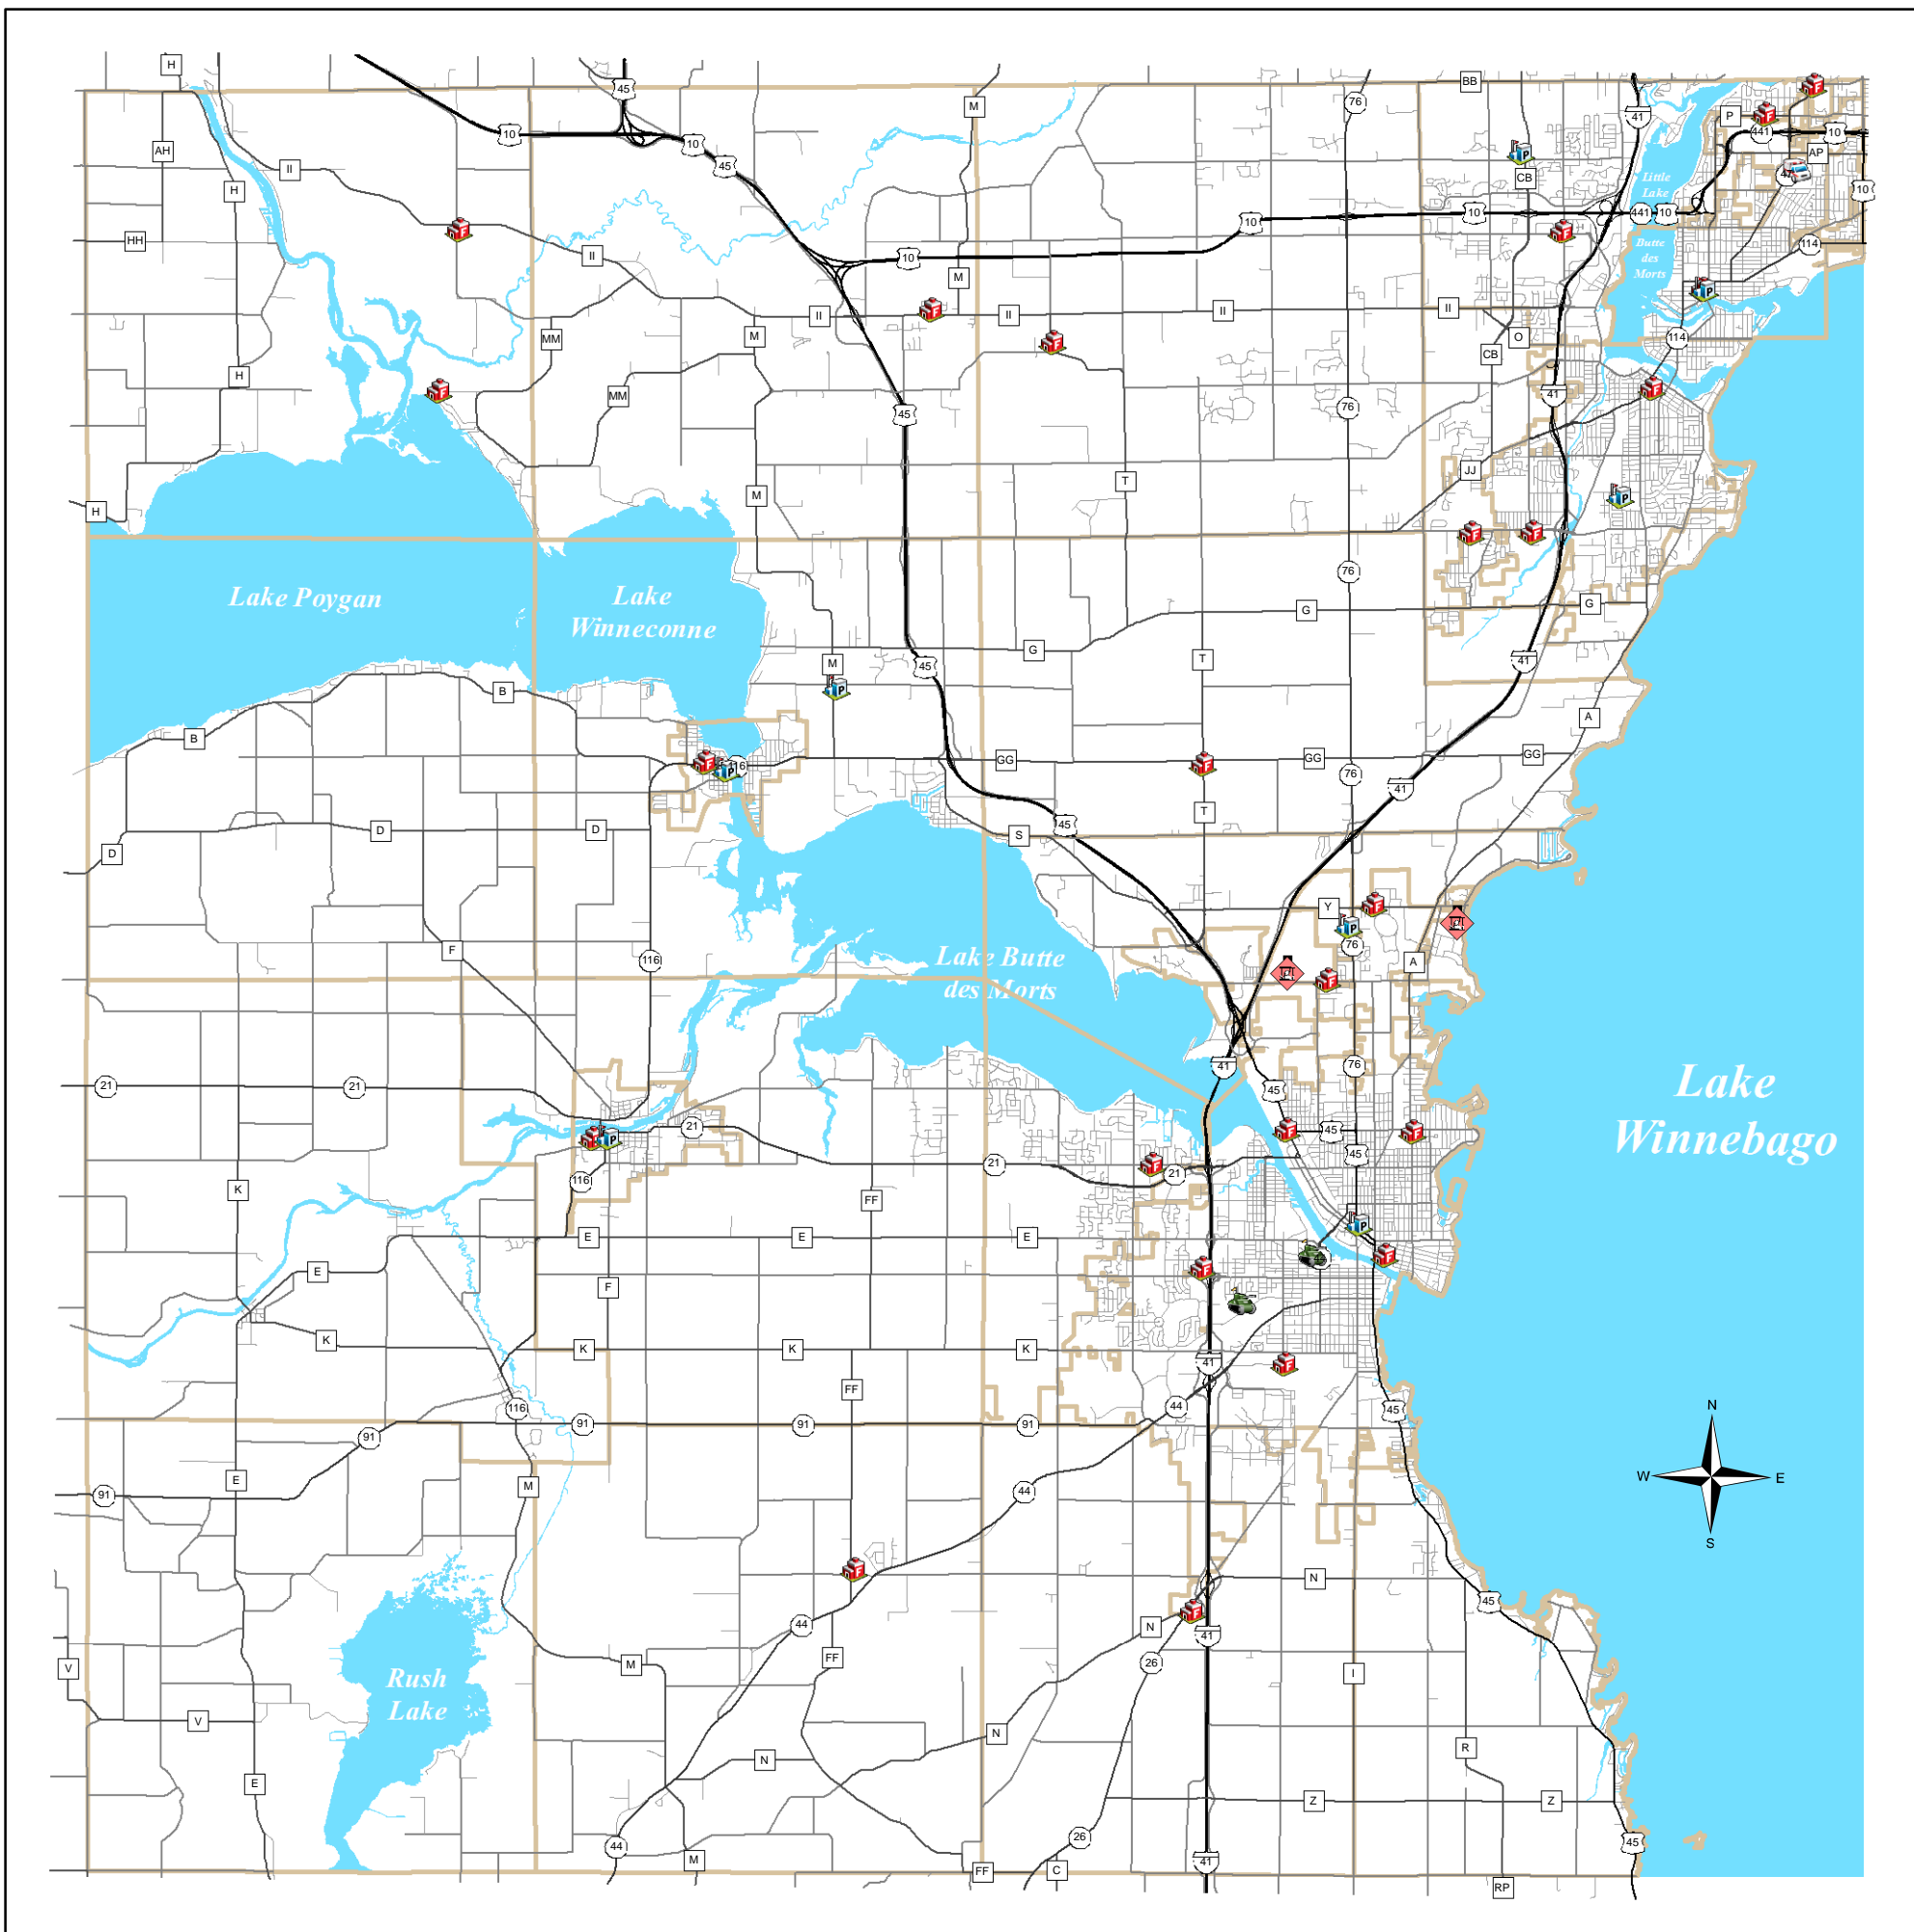 H
45
M
BB
76
41
P
441
10
10
10
AH
10
45
II
CB
AP
47
Little
Lake
H
10
10
10
441
10
HH
II
10
M
Butte
des
Morts
114
II
II
II
II
MM
M
O
114
CB
H
MM
45
76
41
JJ
T
M
H
Lake Poygan
Lake
Winneconne
76
G
G
G
M
45
T
41
B
A
B
116
GG
GG
GG
76
41
T
45
D
D
S
D
Y
F
116
Lake Butte
des Morts
76
A
21
21
41
76
45
Lake
Winnebago
21
45
45
21
21
116
K
FF
E
E
E
E
F
K
K
K
K
41
FF
116
44
45
91
91
91
91
N
W
E
S
E
M
91
44
N
45
44
N
41
FF
26
V
M
I
Rush
Lake
V
N
N
R
E
Z
Z
26
45
44
M
41
FF
C
RP
F
F
P
F
F
P
F
F
F
F
F
P
F
F
P
F
P
F
F
P
F
F
P
F
F
F
P
F
F
F
F
F